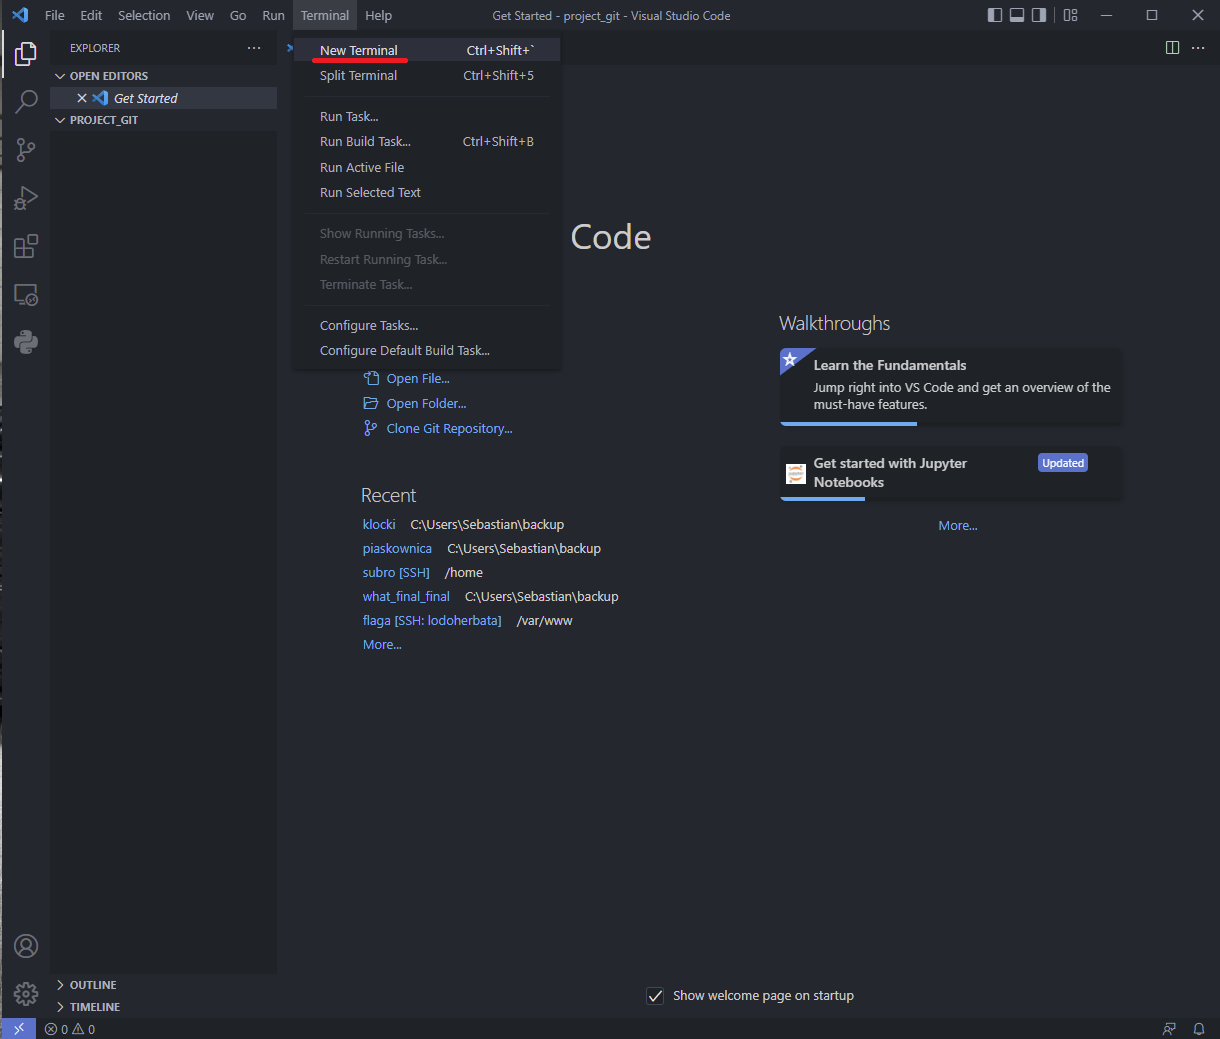 File Edit Selection View Go Run Terminal Help Get Started - project_git - Visual Studio Code
EXPLORER
OPEN EDITORS
Get Started
PROJECT_GIT
New Terminal Ctrl+Shift+`
Split Terminal Ctrl+Shift+5
Run Task...
Run Build Task... Ctrl+Shift+B
Run Active File
Run Selected Text
Show Running Tasks...
Restart Running Task...
Terminate Task...
Configure Tasks...
Configure Default Build Task...
Code
Open File...
Open Folder...
Clone Git Repository...
Recent
klocki C:\Users\Sebastian\backup
piaskownica C:\Users\Sebastian\backup
subro [SSH] /home
what_final_final C:\Users\Sebastian\backup
flaga [SSH: lodoherbata] /var/www
More...
Walkthroughs
Learn the Fundamentals
Jump right into VS Code and get an overview of the
must-have features.
Get started with Jupyter Updated
Notebooks
More...
OUTLINE
TIMELINE
Show welcome page on startup
0 0